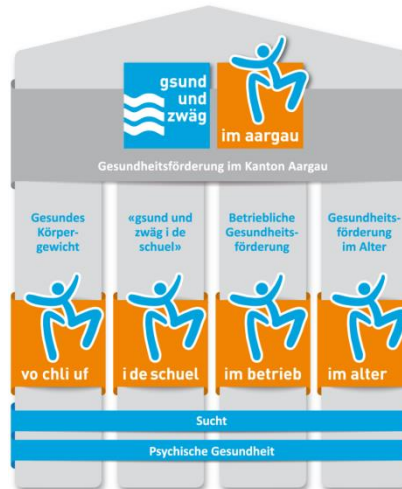 gsund
und
zwäg
im aargau
Gesundheitsförderung im Kanton Aargau
Gesundes
Körper-
gewicht
«gsund und
zwäg i de
schuel»
Betriebliche
Gesundheits-
förderung
Gesundheits-
förderung
im Alter
vo chli uf
i de schuel
im betrieb
im alter
Sucht
Psychische Gesundheit